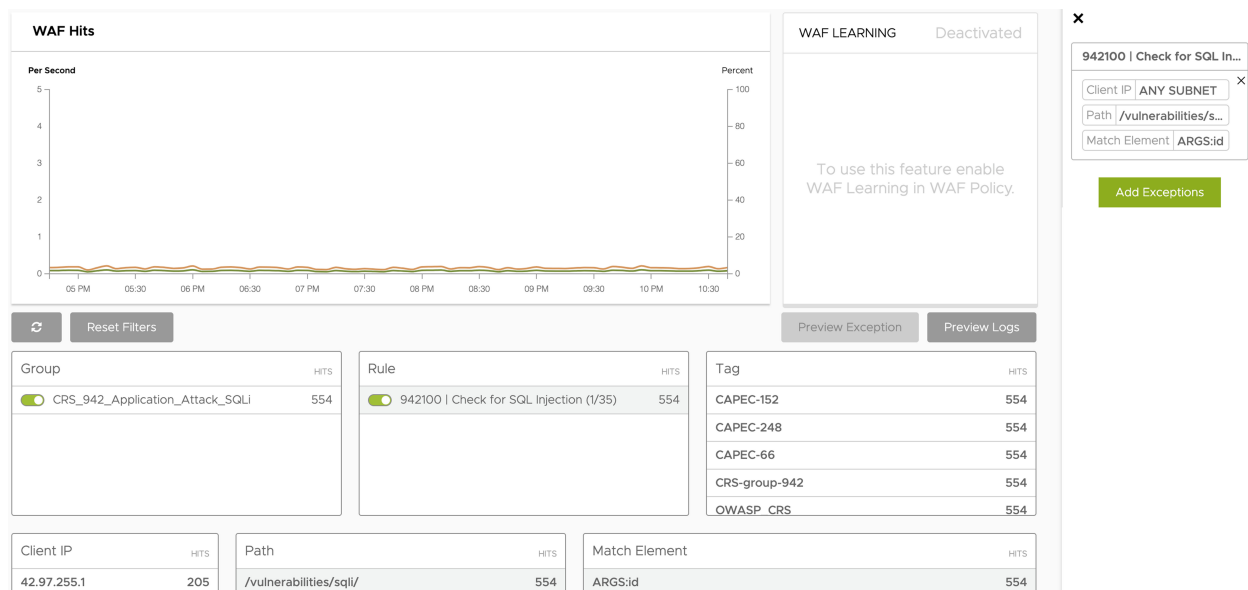 WAF Hits
Per Second
Percent
5
4
3
2
1
0
100
80
60
40
20
0
05 PM 05:30 06 PM 06:30 07 PM 07:30 08 PM 08:30 09 PM 09:30 10 PM 10:30
WAF LEARNING Deactivated
To use this feature enable
WAF Learning in WAF Policy.
942100 | Check for SQL In...
Client IP ANY SUBNET
Path /vulnerabilities/s...
Match Element ARGS:id
Add Exceptions
Reset Filters
Preview Exception Preview Logs
Group HITS
CRS_942_Application_Attack_SQLi 554
Rule HITS
942100 | Check for SQL Injection (1/35) 554
Tag HITS
CAPEC-152 554
CAPEC-248 554
CAPEC-66 554
CRS-group-942 554
OWASP_CRS 554
Client IP HITS
42.97.255.1 205
Path HITS
/vulnerabilities/sqli/ 554
Match Element HITS
ARGS:id 554